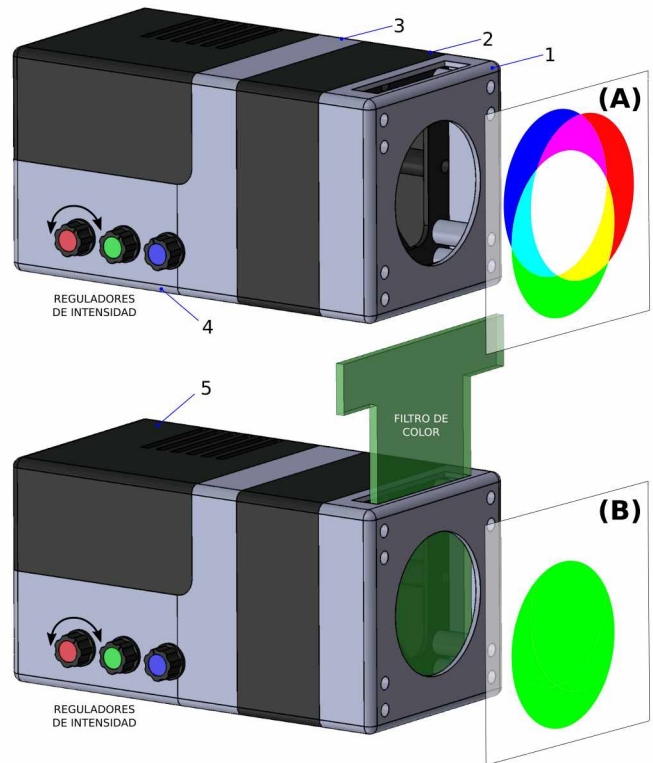 3
2
1
(A)
REGULADORES
DE INTENSIDAD
4
5
FILTRO DE
COLOR
(B)
REGULADORES
DE INTENSIDAD